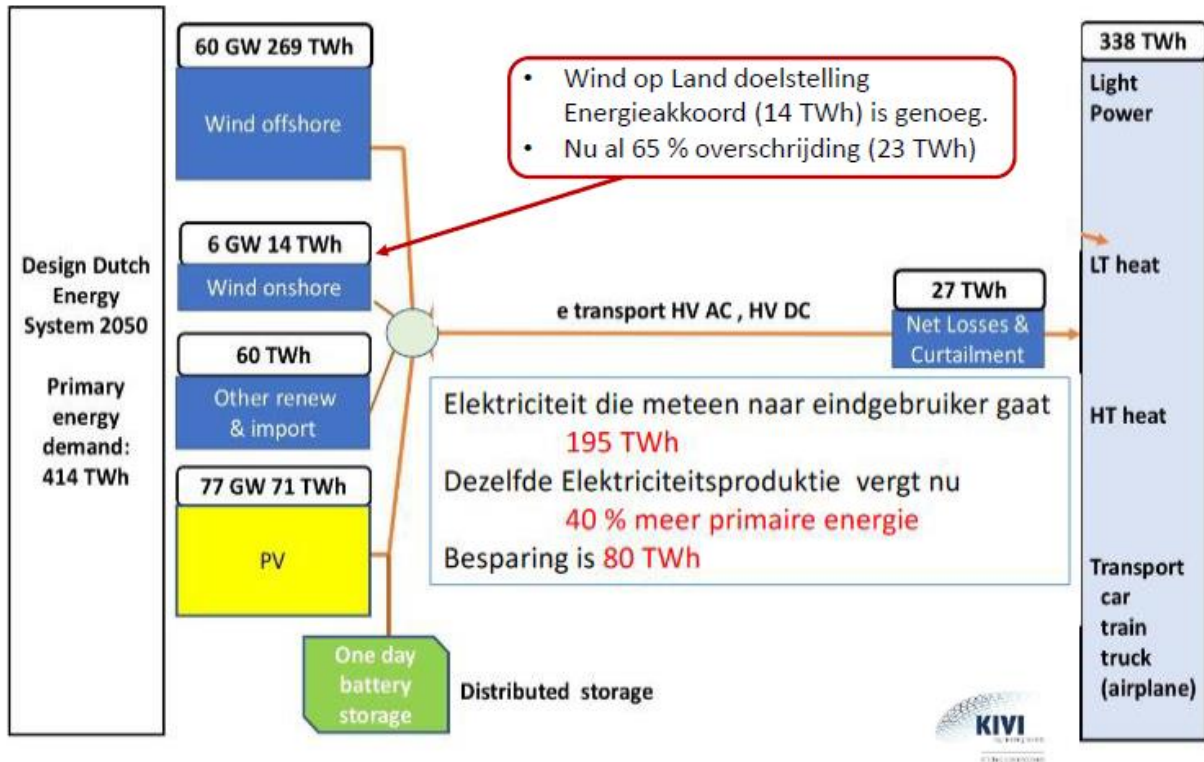 60 GW 269 TWh
Wind offshore
• Wind op Land doelstelling
Energieakkoord (14 TWh) is genoeg.
• Nu al 65 % overschrijding (23 TWh)
338 TWh
Light
Power
LT heat
HT heat
Transport
car
train
truck
(airplane)
Design Dutch
Energy
System 2050
Primary
energy
demand:
414 TWh
6 GW 14 TWh
Wind onshore
60 TWh
Other renew
& import
77 GW 71 TWh
PV
One day
battery
storage
Distributed storage
e transport HV AC , HV DC
27 TWh
Net Losses &
Curtailment
Elektriciteit die meteen naar eindgebruiker gaat
195 TWh
Dezelfde Elektriciteitsproduktie vergt nu
40 % meer primaire energie
Besparing is 80 TWh
KIVI